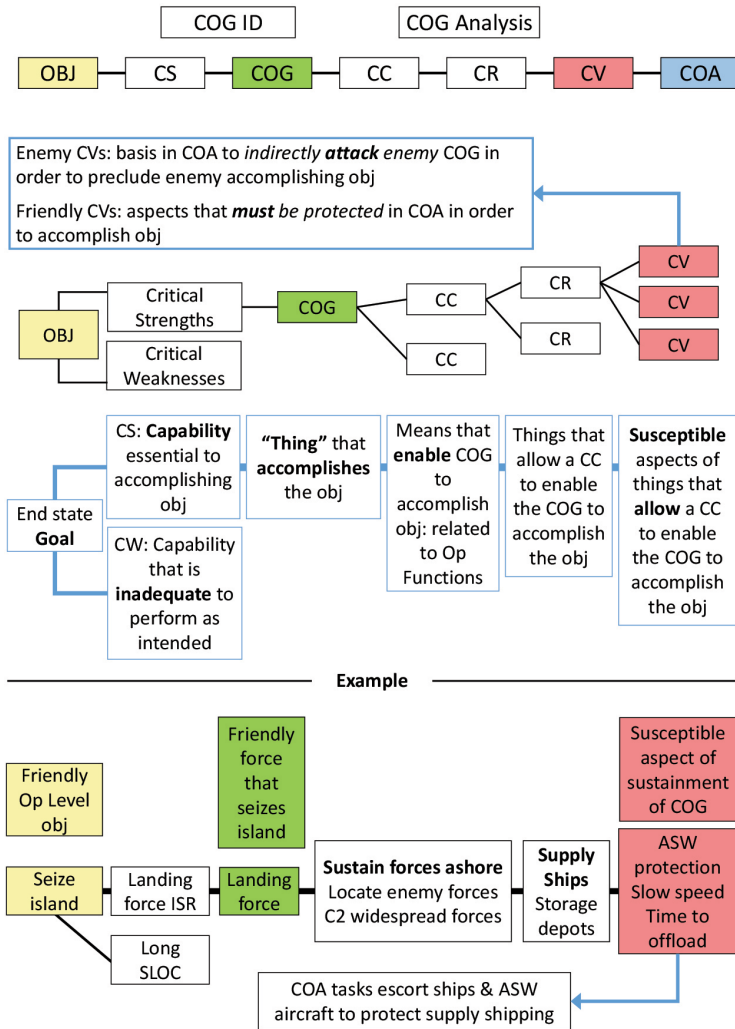 COG ID
COG Analysis
OBJ
CS
COG
CC
CR
CV
COA
Enemy CVs: basis in COA to indirectly attack enemy COG in
order to preclude enemy accomplishing obj
Friendly CVs: aspects that must be protected in COA in order
to accomplish obj
OBJ
Critical
Strengths
Critical
Weaknesses
COG
CC
CC
CR
CR
CV
CV
CV
End state
Goal
CS: Capability
essential to
accomplishing
obj
CW: Capability
that is
inadequate to
perform as
intended
“Thing” that
accomplishes
the obj
Means that
enable COG
to
accomplish
obj: related
to Op
Functions
Things that
allow a CC
to enable
the COG to
accomplish
the obj
Susceptible
aspects of
things that
allow a CC
to enable
the COG to
accomplish
the obj
Example
Friendly
Op Level
obj
Friendly
force
that
seizes
island
Susceptible
aspect of
sustainment
of COG
Seize
island
Landing
force ISR
Long
SLOC
Landing
force
Sustain forces ashore
Locate enemy forces
C2 widespread forces
Supply
Ships
Storage
depots
ASW
protection
Slow speed
Time to
offload
COA tasks escort ships & ASW
aircraft to protect supply shipping